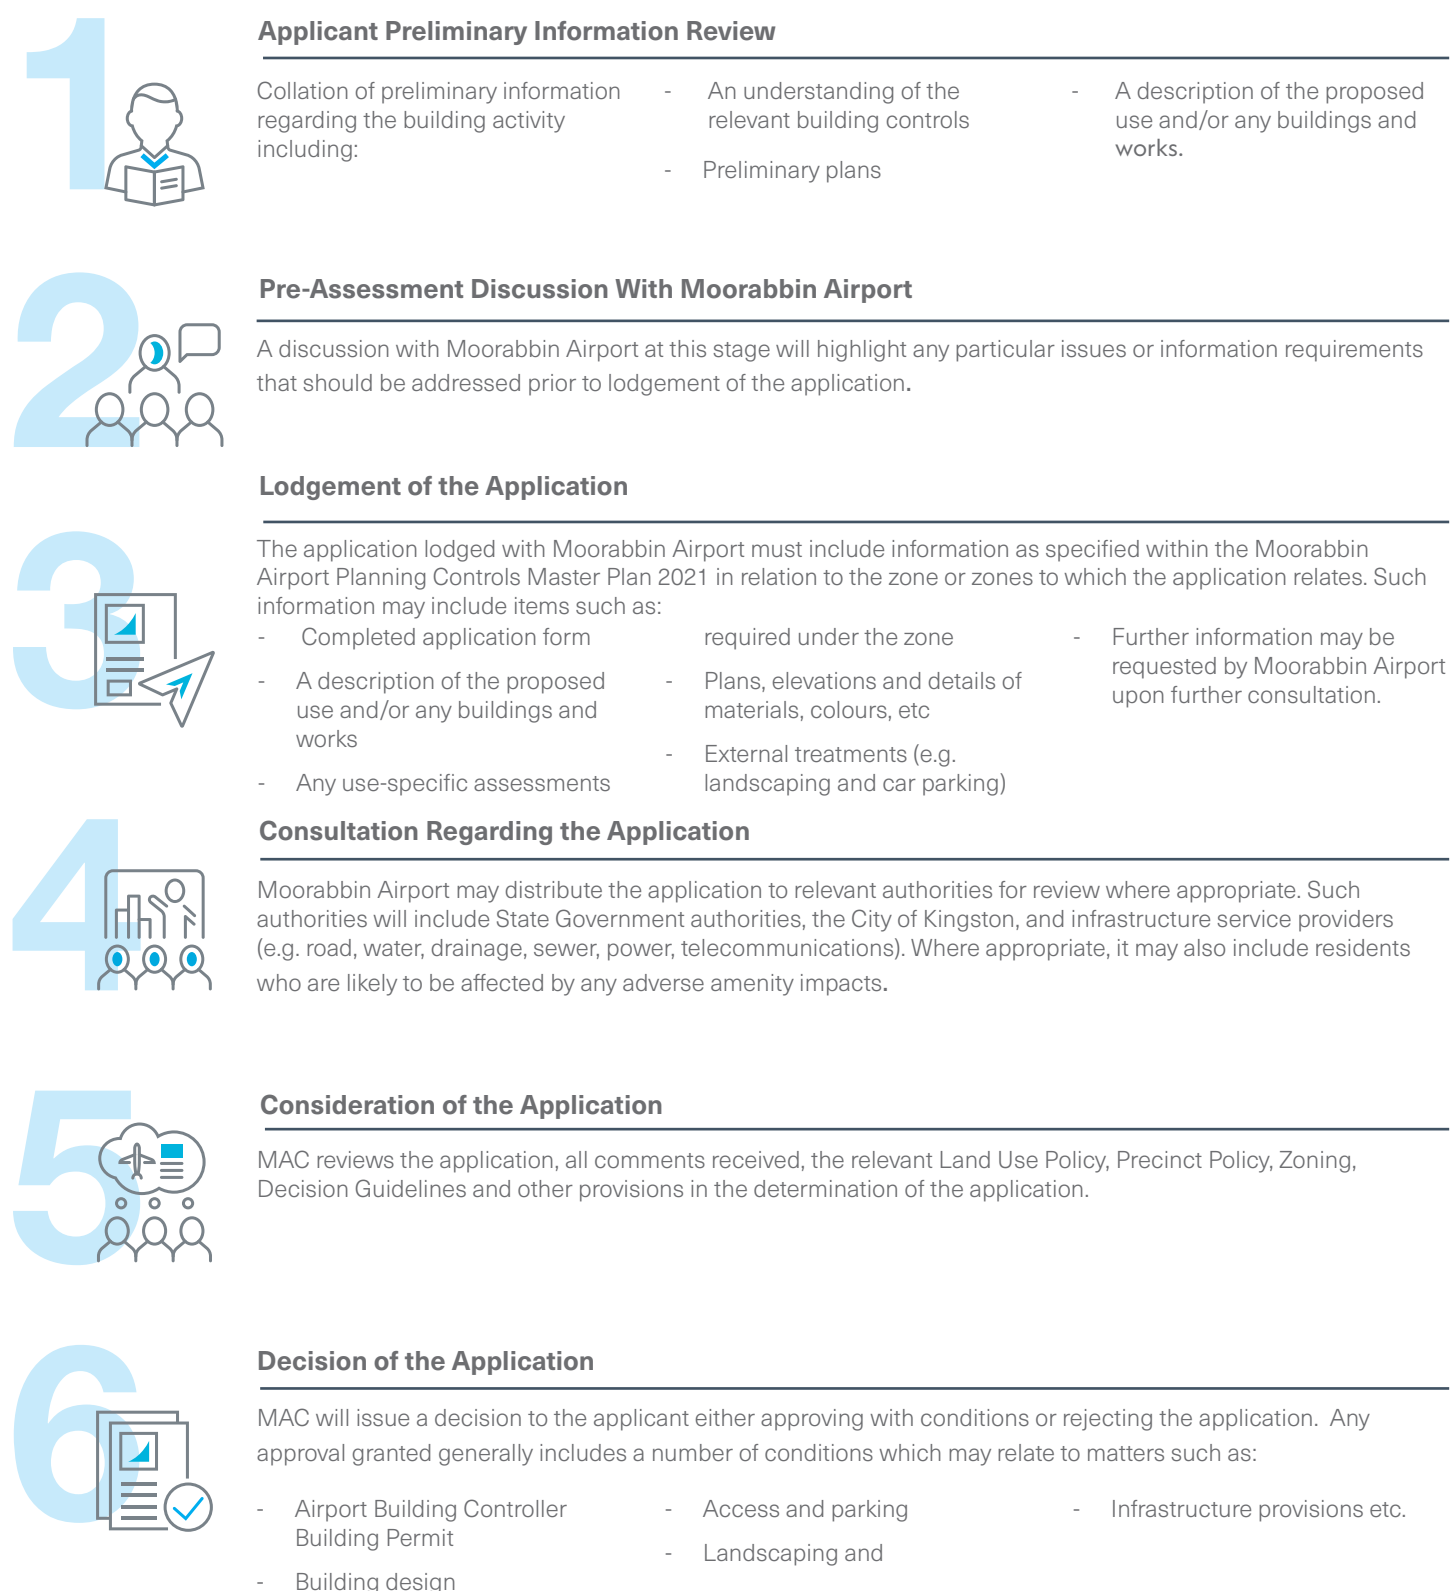 1
Applicant Preliminary Information Review
Collation of preliminary information
regarding the building activity
including:
- An understanding of the
relevant building controls
- Preliminary plans
- A description of the proposed
use and/or any buildings and
works.
2
Pre-Assessment Discussion With Moorabbin Airport
A discussion with Moorabbin Airport at this stage will highlight any particular issues or information requirements
that should be addressed prior to lodgement of the application.
3
Lodgement of the Application
The application lodged with Moorabbin Airport must include information as specified within the Moorabbin
Airport Planning Controls Master Plan 2021 in relation to the zone or zones to which the application relates. Such
information may include items such as:
- Completed application form
- A description of the proposed
use and/or any buildings and
works
- Any use-specific assessments
required under the zone
- Plans, elevations and details of
materials, colours, etc
- External treatments (e.g.
landscaping and car parking)
- Further information may be
requested by Moorabbin Airport
upon further consultation.
4
Consultation Regarding the Application
Moorabbin Airport may distribute the application to relevant authorities for review where appropriate. Such
authorities will include State Government authorities, the City of Kingston, and infrastructure service providers
(e.g. road, water, drainage, sewer, power, telecommunications). Where appropriate, it may also include residents
who are likely to be affected by any adverse amenity impacts.
5
Consideration of the Application
MAC reviews the application, all comments received, the relevant Land Use Policy, Precinct Policy, Zoning,
Decision Guidelines and other provisions in the determination of the application.
6
Decision of the Application
MAC will issue a decision to the applicant either approving with conditions or rejecting the application. Any
approval granted generally includes a number of conditions which may relate to matters such as:
- Airport Building Controller
Building Permit
- Building design
- Access and parking
- Landscaping and
- Infrastructure provisions etc.